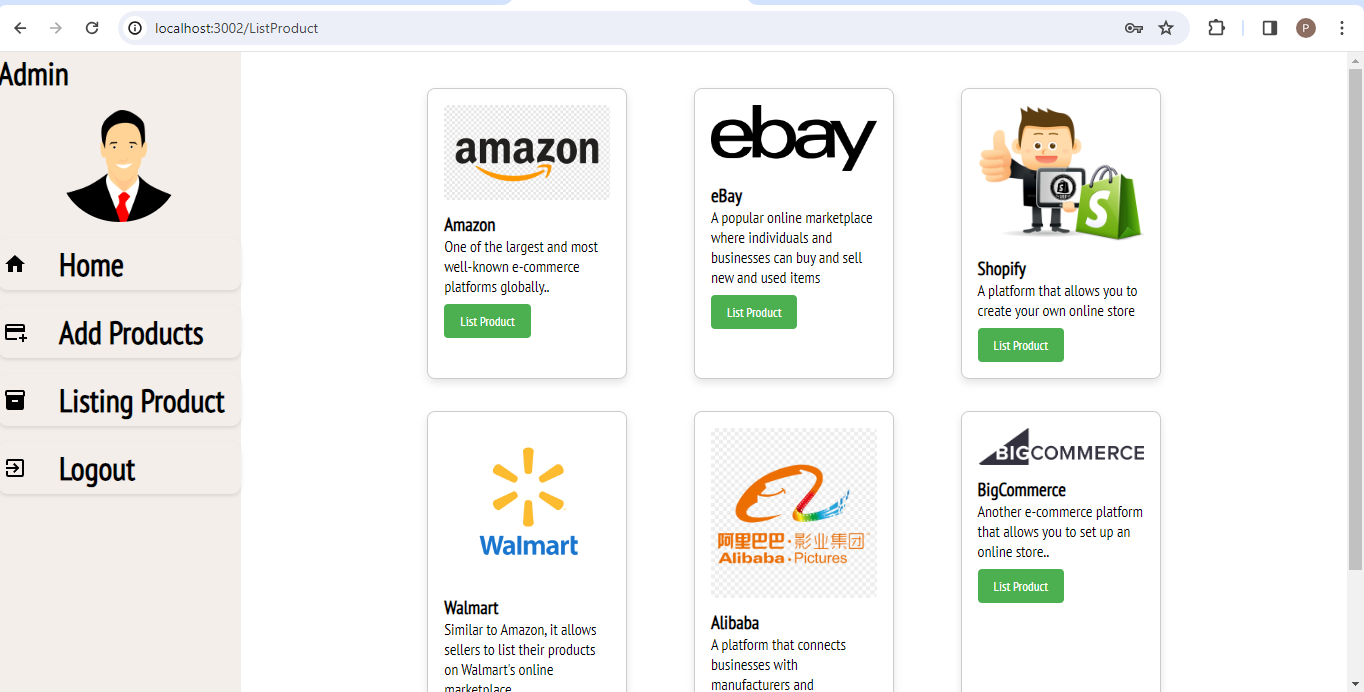 localhost:3002/ListProduct
P
Admin
Home
Add Products
Listing Product
Logout
amazon
Amazon
One of the largest and most
well-known e-commerce
platforms globally..
List Product
ebay
eBay
A popular online marketplace
where individuals and
businesses can buy and sell
new and used items
List Product
S
Shopify
A platform that allows you to
create your own online store
List Product
Walmart
Walmart
Similar to Amazon, it allows
sellers to list their products
on Walmart's online
marketplace
阿里巴巴·影业集团
Alibaba·Pictures
Alibaba
A platform that connects
businesses with
manufacturers and
BIGCOMMERCE
BigCommerce
Another e-commerce platform
that allows you to set up an
online store..
List Product